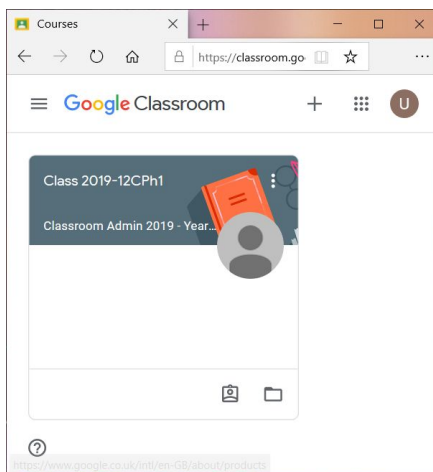 Courses
https://classroom.go
Google Classroom
U
Class 2019-12CPh1
Classroom Admin 2019 - Year...
?
https://www.google.co.uk/intl/en-GB/about/products